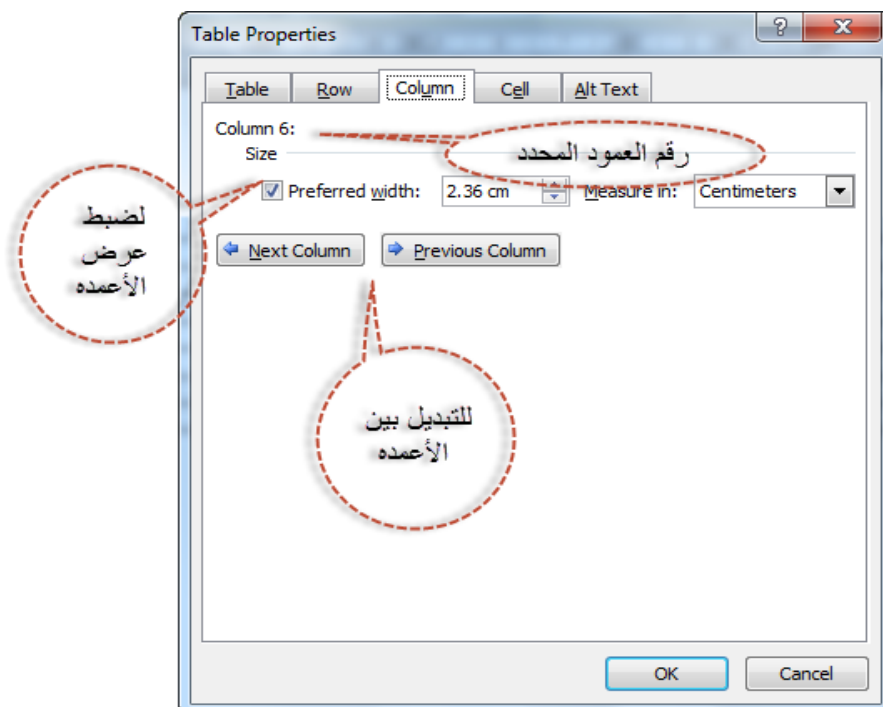 Table Properties
Table Row Column Cell Alt Text
Column 6:
رقم العمود المحدد
Size
Preferred width: 2.36 cm Measure in: Centimeters
لضبط
عرض
الأعمده
Next Column Previous Column
للتبديل بين
الأعمده
OK Cancel